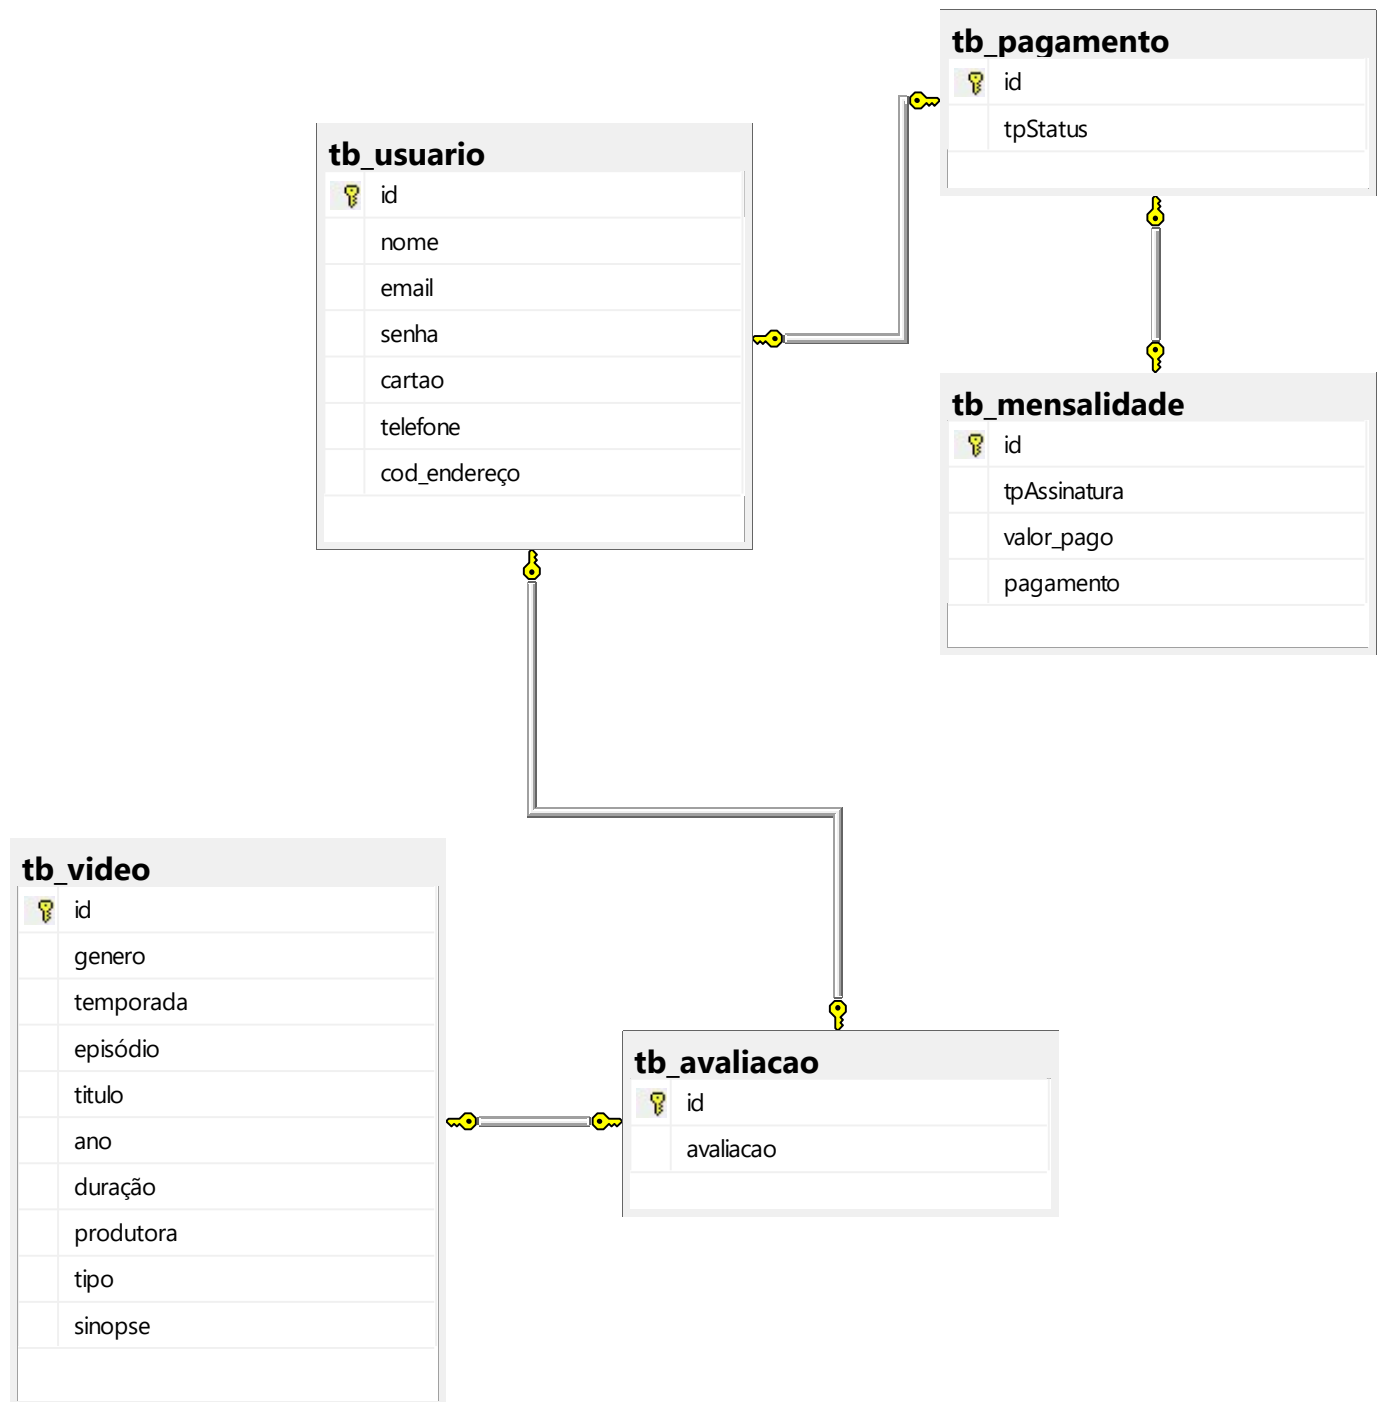 tb_pagamento
id
tpStatus
tb_usuario
id
nome
email
senha
cartao
telefone
cod_endereço
tb_mensalidade
id
tpAssinatura
valor_pago
pagamento
tb_video
id
genero
temporada
episódio
titulo
ano
duração
produtora
tipo
sinopse
tb_avaliacao
id
avaliacao